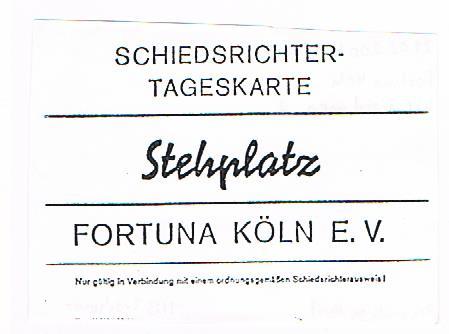 SCHIEDSRICHTER-
TAGESKARTE
Stehplatz
FORTUNA KÖLN E. V.
Nur gültig in Verbindung mit einem ordnungsgemäßen Schiedsrichterausweis!